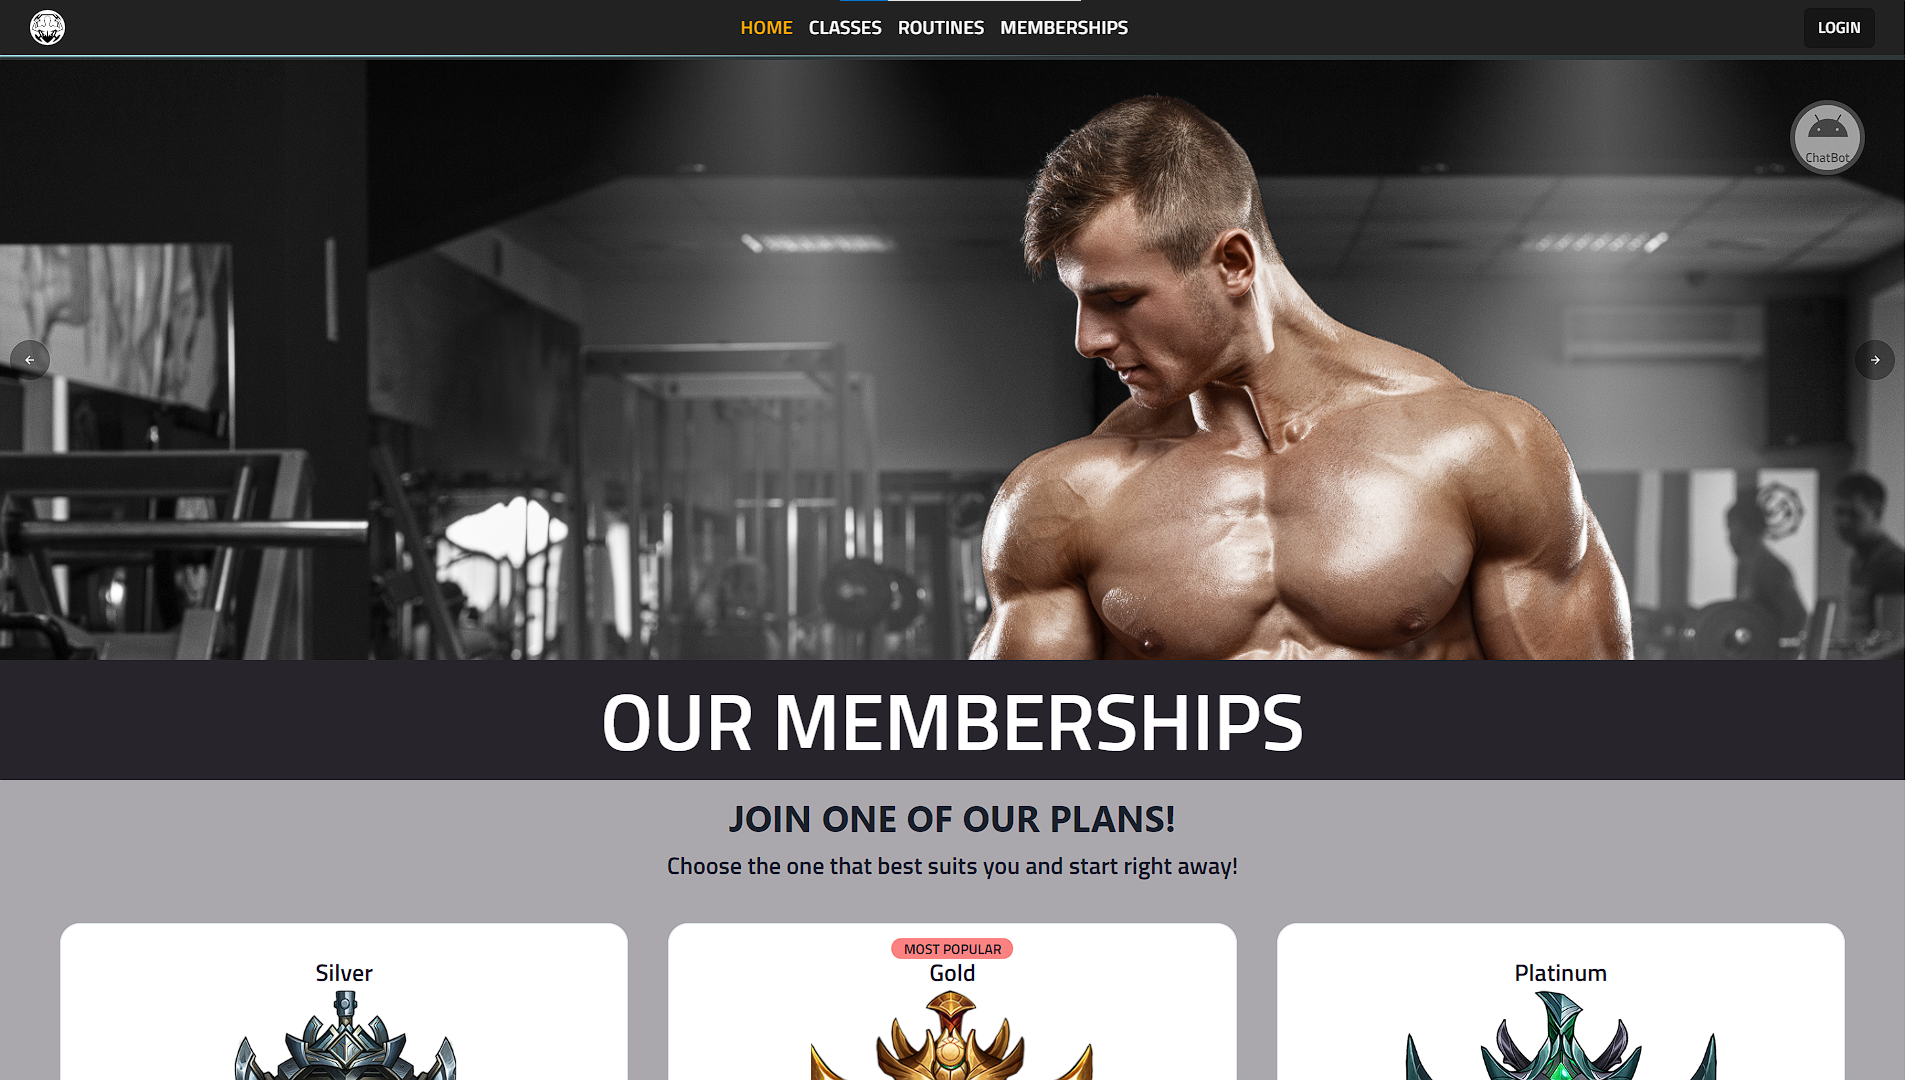 HOME CLASSES ROUTINES MEMBERSHIPS
LOGIN
ChatBot
OUR MEMBERSHIPS
JOIN ONE OF OUR PLANS!
Choose the one that best suits you and start right away!
MOST POPULAR
Silver
Gold
Platinum